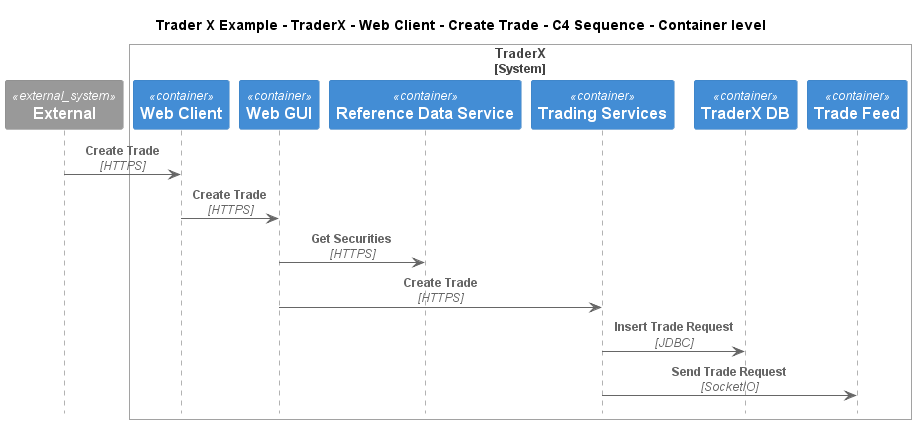 Trader X Example - TraderX - Web Client - Create Trade - C4 Sequence - Container level
TraderX
[System]
«external_system»
External
«container»
Web Client
«container»
Web GUI
«container»
Reference Data Service
«container»
Trading Services
«container»
TraderX DB
«container»
Trade Feed
Create Trade
[HTTPS]
Create Trade
[HTTPS]
Get Securities
[HTTPS]
Create Trade
[HTTPS]
Insert Trade Request
[JDBC]
Send Trade Request
[SocketIO]